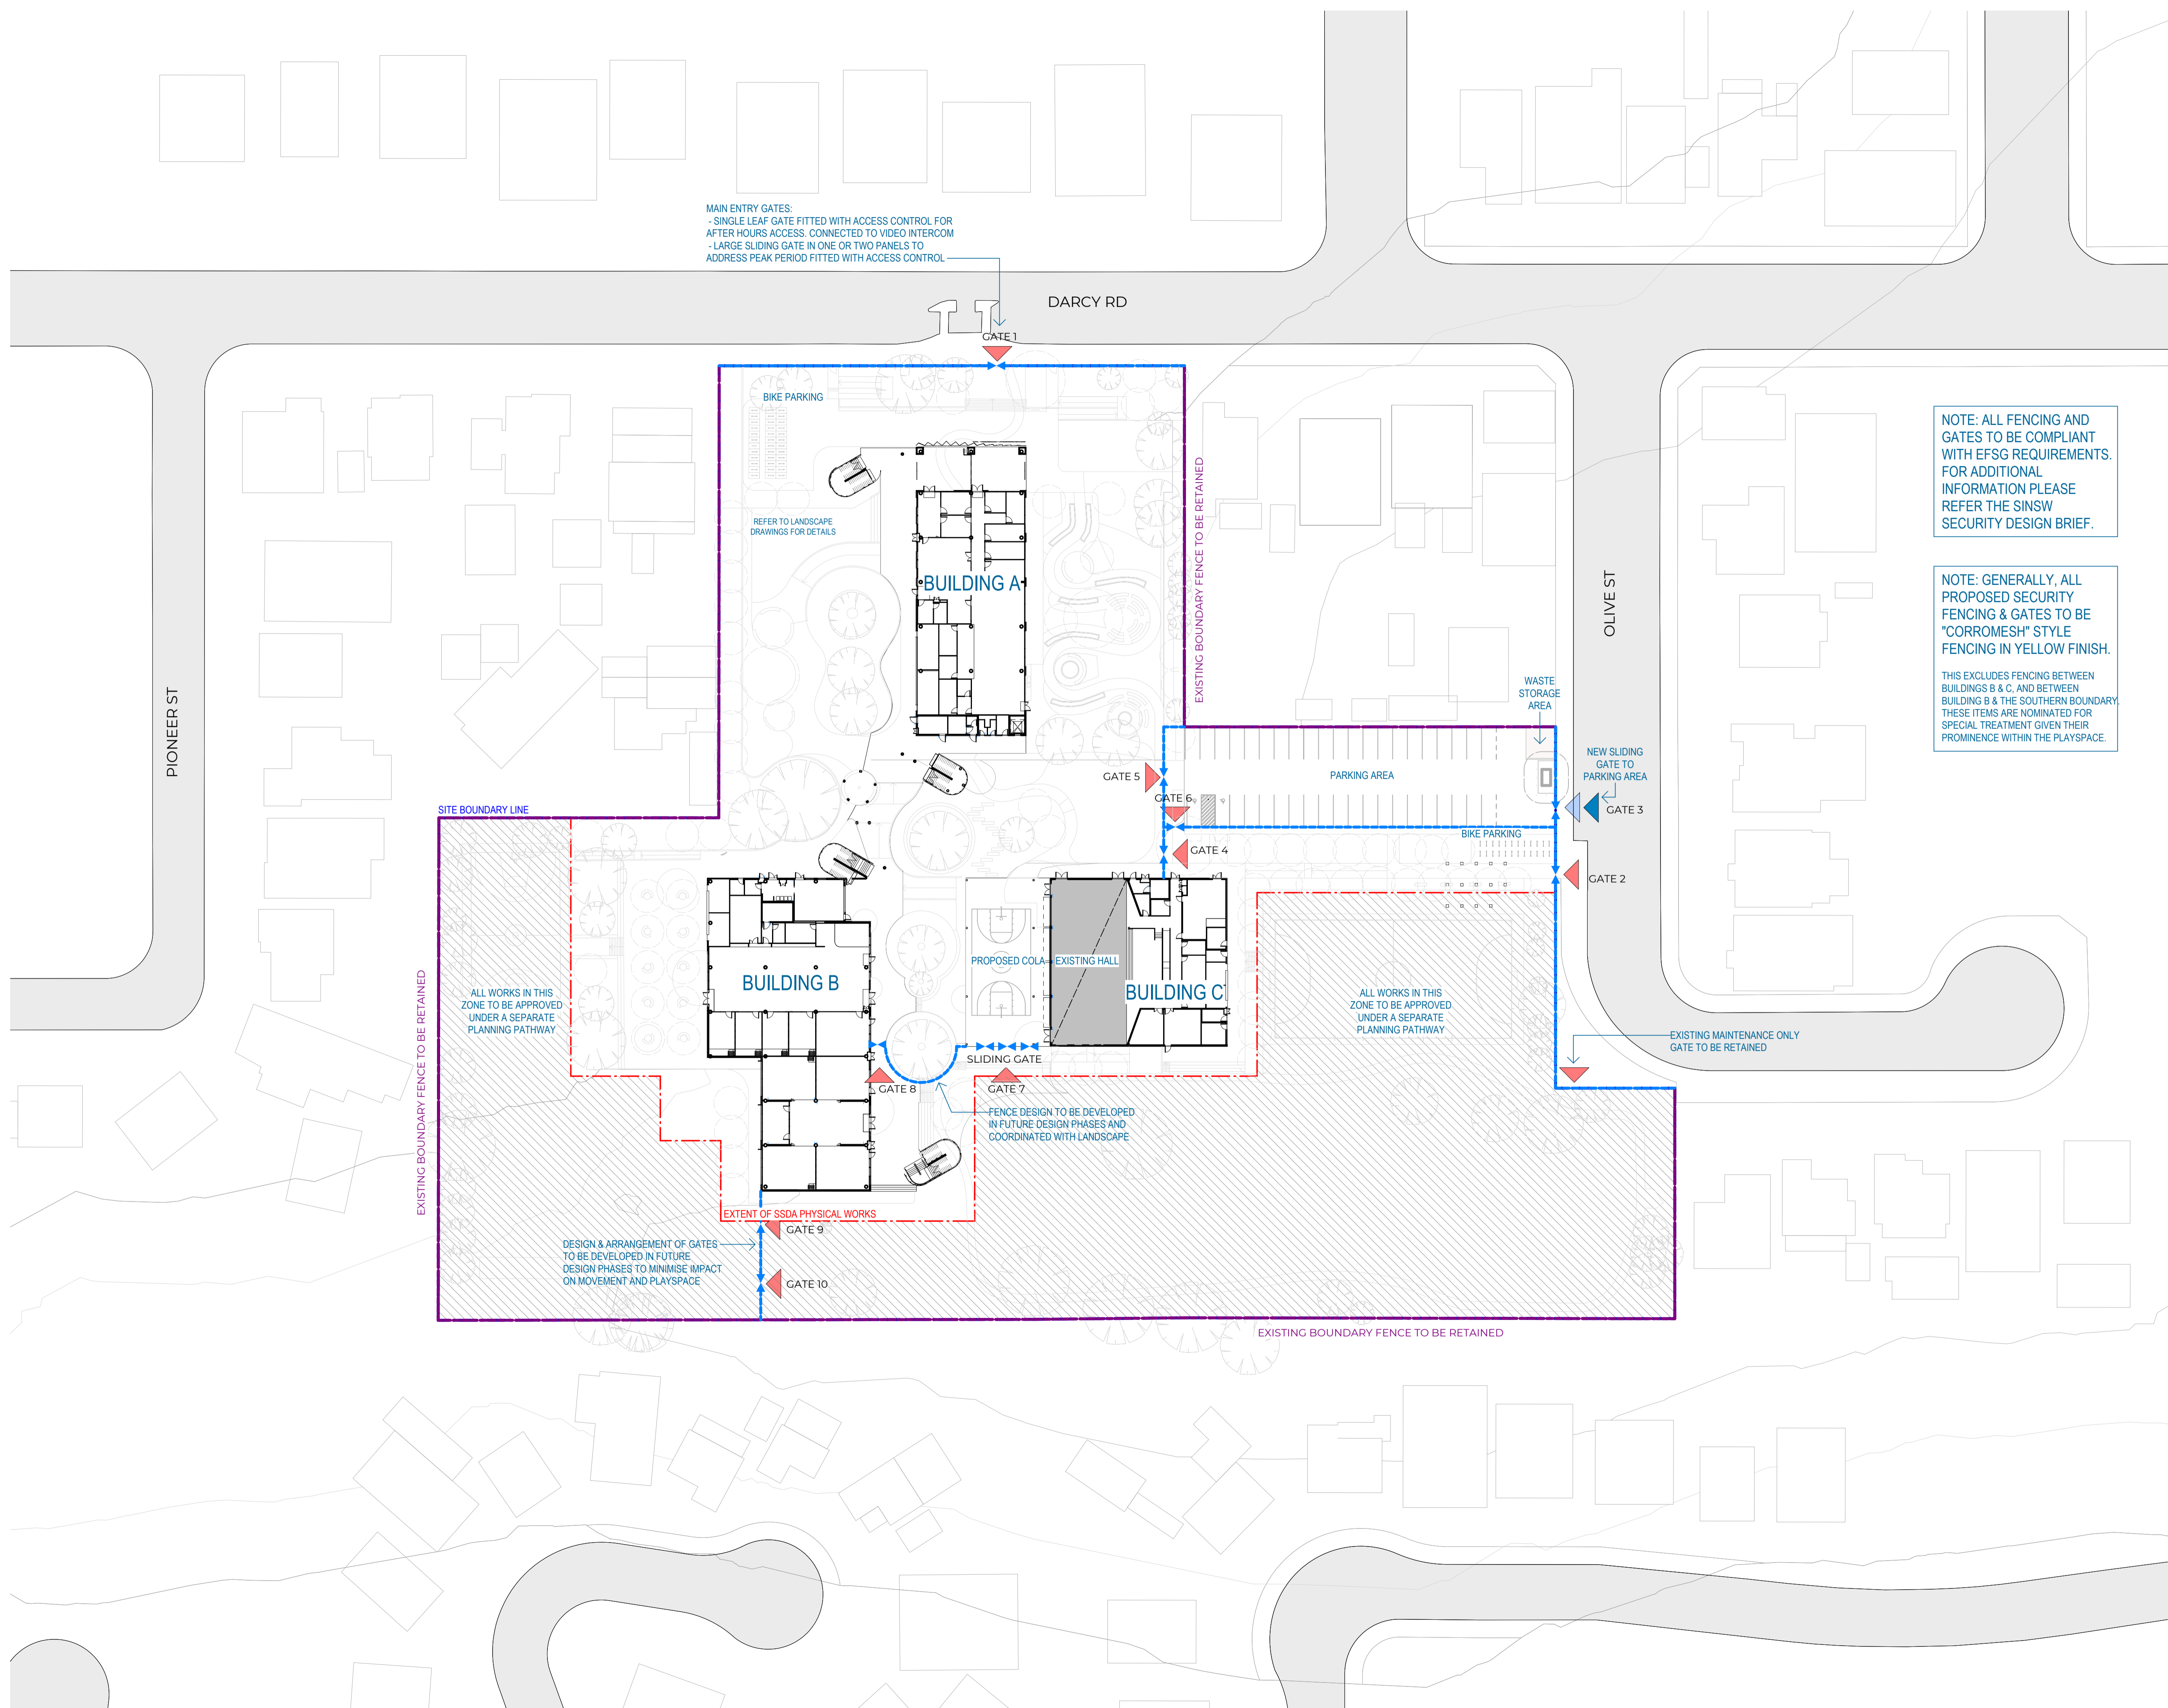 MAIN ENTRY GATES:
- SINGLE LEAF GATE FITTED WITH ACCESS CONTROL FOR
AFTER HOURS ACCESS. CONNECTED TO VIDEO INTERCOM
- LARGE SLIDING GATE IN ONE OR TWO PANELS TO
ADDRESS PEAK PERIOD FITTED WITH ACCESS CONTROL
DARCY RD
GATE 1
BIKE PARKING
NOTE: ALL FENCING AND
GATES TO BE COMPLIANT
WITH EFSG REQUIREMENTS.
FOR ADDITIONAL
INFORMATION PLEASE
REFER THE SINSW
SECURITY DESIGN BRIEF.
REFER TO LANDSCAPE
DRAWINGS FOR DETAILS
BUILDING A
EXISTING BOUNDARY FENCE TO BE RETAINED
OLIVE ST
NOTE: GENERALLY, ALL
PROPOSED SECURITY
FENCING & GATES TO BE
"CORROMESH" STYLE
FENCING IN YELLOW FINISH.
THIS EXCLUDES FENCING BETWEEN
BUILDINGS B & C, AND BETWEEN
BUILDING B & THE SOUTHERN BOUNDARY.
THESE ITEMS ARE NOMINATED FOR
SPECIAL TREATMENT GIVEN THEIR
PROMINENCE WITHIN THE PLAYSPACE.
PIONEER ST
WASTE
STORAGE
AREA
NEW SLIDING
GATE TO
PARKING AREA
GATE 5
PARKING AREA
GATE 6
GATE 3
SITE BOUNDARY LINE
BIKE PARKING
GATE 4
GATE 2
PROPOSED COLA
EXISTING HALL
BUILDING B
BUILDING C
ALL WORKS IN THIS
ZONE TO BE APPROVED
UNDER A SEPARATE
PLANNING PATHWAY
ALL WORKS IN THIS
ZONE TO BE APPROVED
UNDER A SEPARATE
PLANNING PATHWAY
EXISTING BOUNDARY FENCE TO BE RETAINED
EXISTING MAINTENANCE ONLY
GATE TO BE RETAINED
SLIDING GATE
GATE 8
GATE 7
FENCE DESIGN TO BE DEVELOPED
IN FUTURE DESIGN PHASES AND
COORDINATED WITH LANDSCAPE
EXTENT OF SSDA PHYSICAL WORKS
GATE 9
DESIGN & ARRANGEMENT OF GATES
TO BE DEVELOPED IN FUTURE
DESIGN PHASES TO MINIMISE IMPACT
ON MOVEMENT AND PLAYSPACE
GATE 10
EXISTING BOUNDARY FENCE TO BE RETAINED